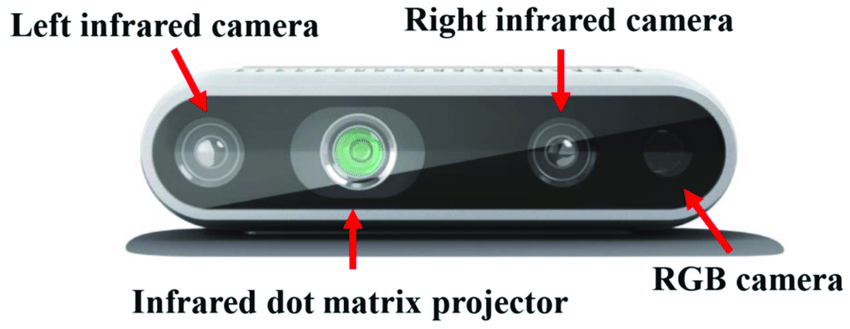 Left infrared camera
Right infrared camera
Infrared dot matrix projector
RGB camera